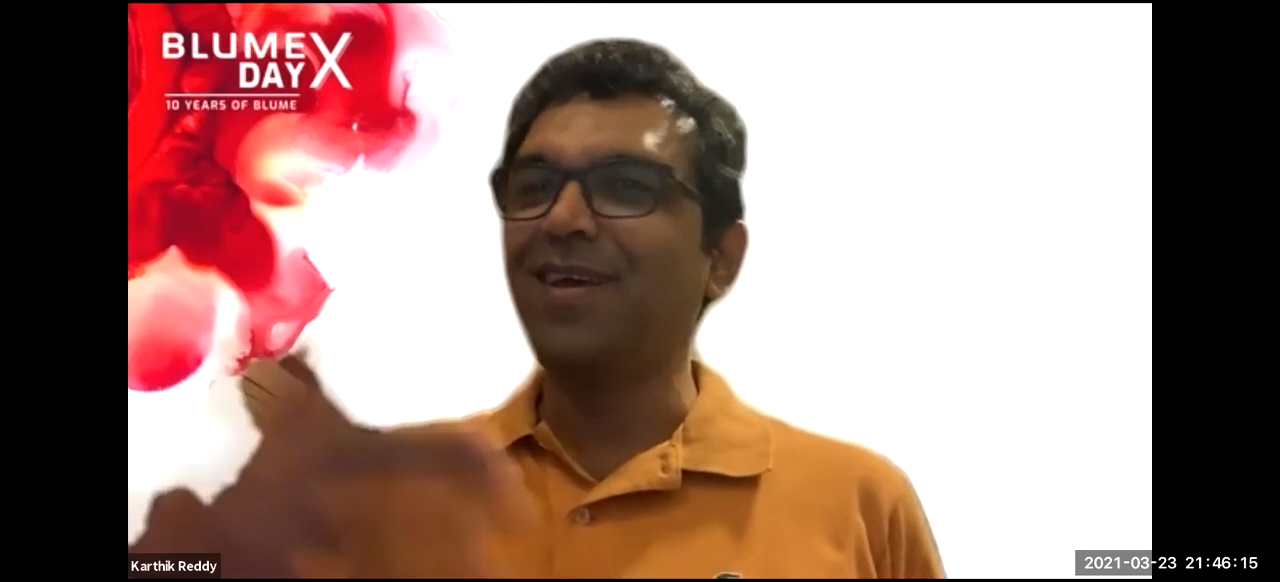 BLUME X
DAY
10 YEARS OF BLUME
Karthik Reddy
2021-03-23 21:46:15